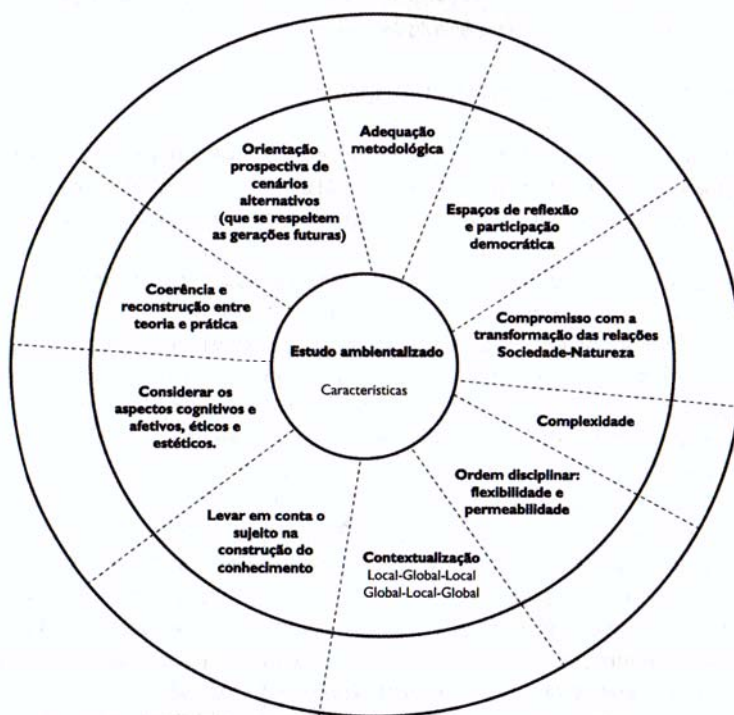 Adequação
metodológica
Espaços de reflexão
e participação
democrática
Compromisso com a
transformação das relações
Sociedade-Natureza
Complexidade
Ordem disciplinar:
flexibilidade e
permeabilidade
Contextualização
Local-Global-Local
Global-Local-Global
Levar em conta o
sujeito na
construção do
conhecimento
Considerar os
aspectos cognitivos e
afetivos, éticos e
estéticos.
Coerência e
reconstrução entre
teoria e prática
Orientação
prospectiva de
cenários
alternativos
(que se respeitem
as gerações futuras)
Estudo ambientalizado
Características